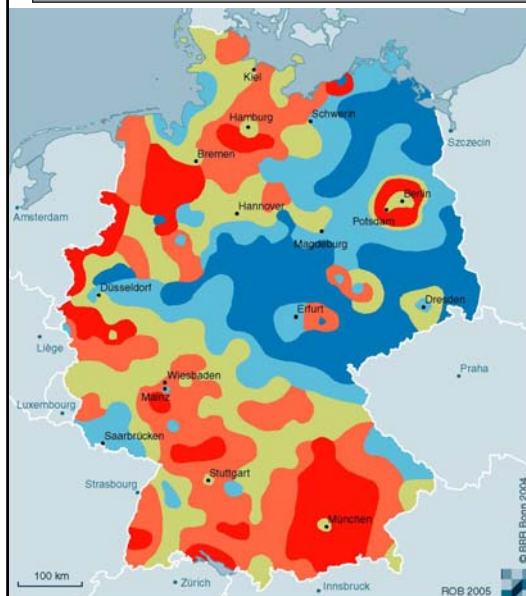 Kiel
Hamburg
Schwerin
Szczecin
Bremen
Berlin
Amsterdam
Hannover
Potsdam
Magdeburg
Düsseldorf
Erfurt
Dresden
Liège
Wiesbaden
Praha
Mainz
Luxembourg
Saarbrücken
Stuttgart
Strasbourg
München
© BBR Bonn 2004
100 km
Zürich
Innsbruck
ROB 2005